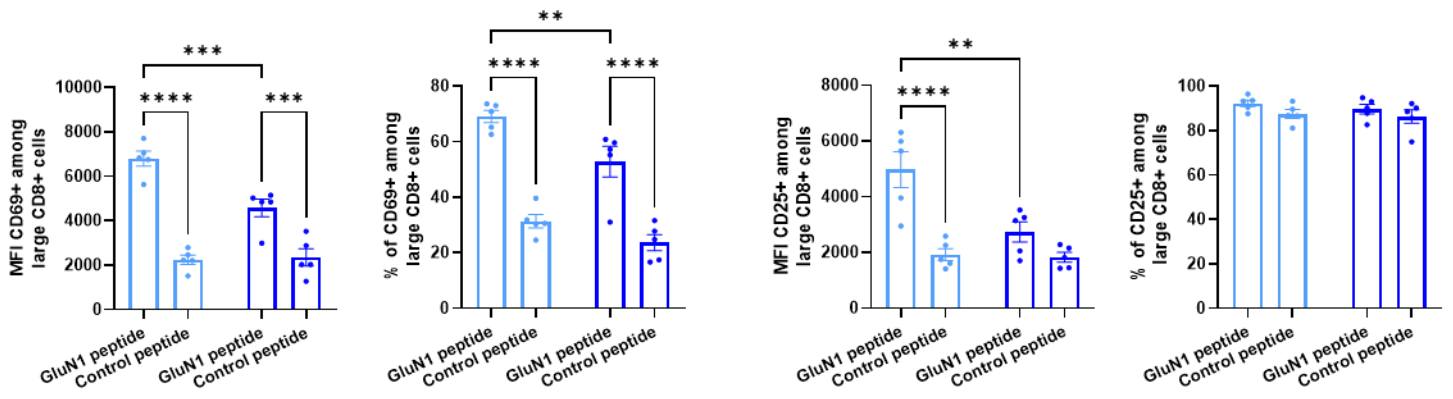 ***
****
***
10000
8000
6000
4000
2000
0
MFI CD69+ among
large CD8+ cells
GluN1 peptide
Control peptide
GluN1 peptide
Control peptide
**
****
****
80
60
40
20
0
% of CD69+ among
large CD8+ cells
GluN1 peptide
Control peptide
GluN1 peptide
Control peptide
**
****
8000
6000
4000
2000
0
MFI CD25+ among
large CD8+ cells
GluN1 peptide
Control peptide
GluN1 peptide
Control peptide
100
80
60
40
20
0
% of CD25+ among
large CD8+ cells
GluN1 peptide
Control peptide
GluN1 peptide
Control peptide